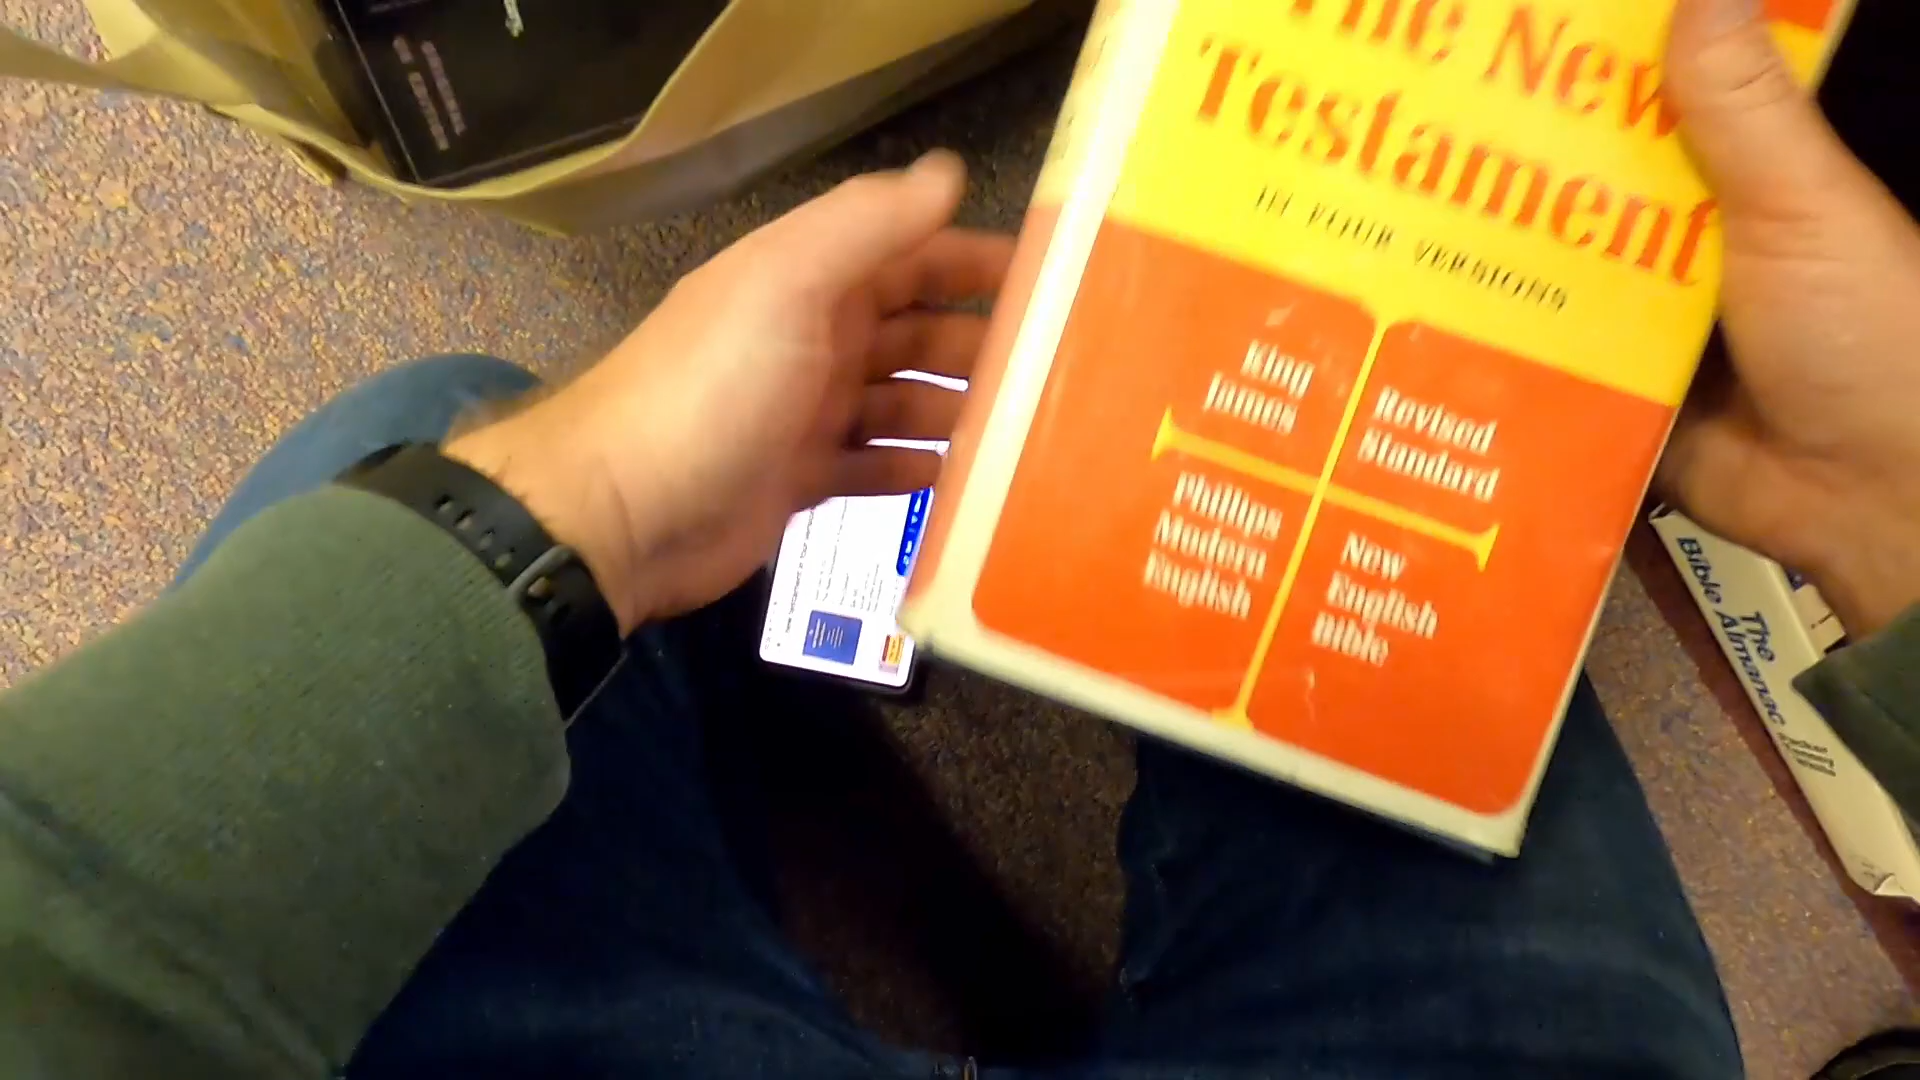 The New
Testament
IN FOUR VERSIONS
King
James
Revised
Standard
Phillips
Modern
English
New
English
Bible
The
Bible Almanac